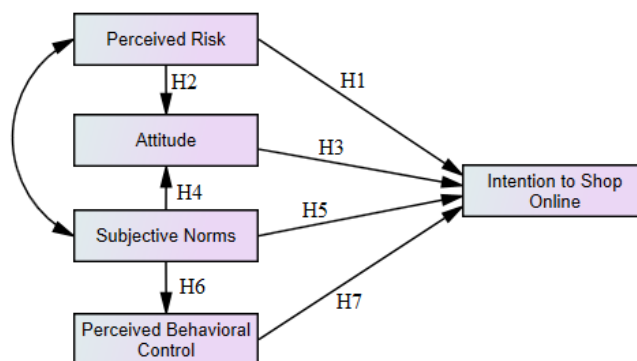 Perceived Risk
H1
H2
Attitude
H3
Intention to Shop
Online
H4
H5
Subjective Norms
H6
H7
Perceived Behavioral
Control